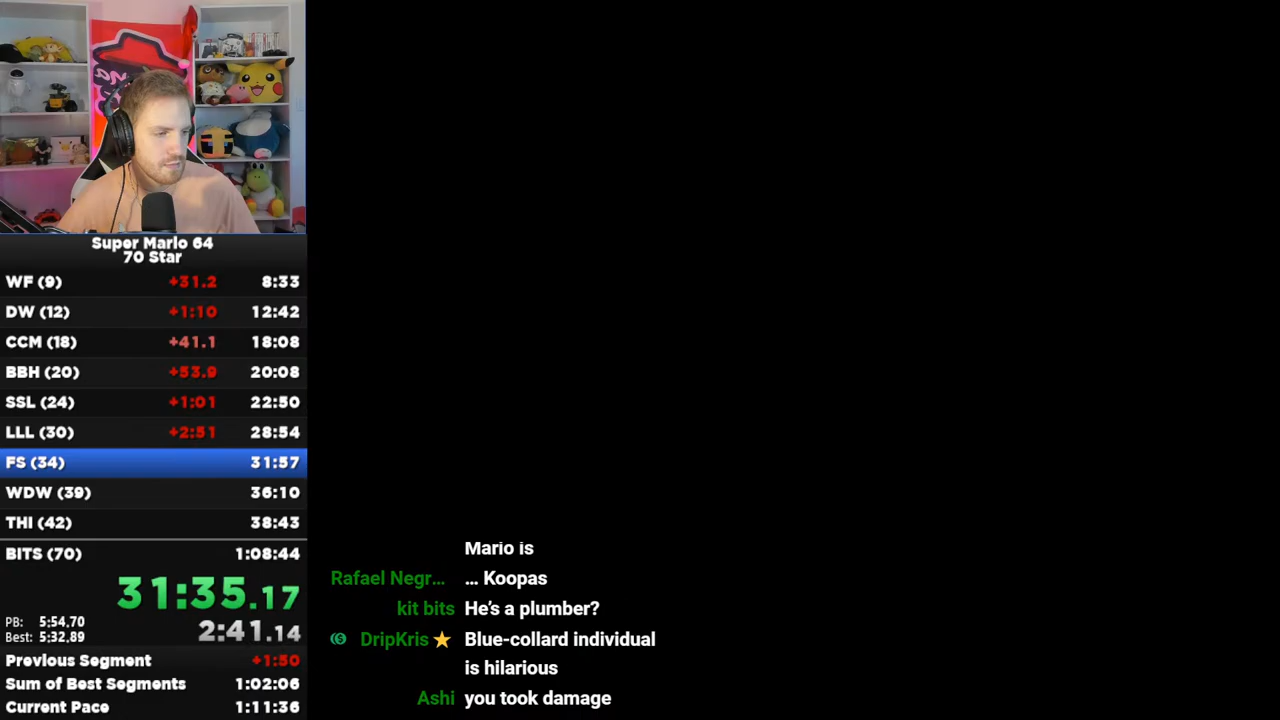 Super Mario 64
70 Star
WF (9) +31.2 8:33
DW (12) +1:10 12:42
CCM (18) +41.1 18:08
BBH (20) +53.9 20:08
SSL (24) +1:01 22:50
LLL (30) +2:51 28:54
FS (34) 31:57
WDW (39) 36:10
THI (42) 38:43
BITS (70) 1:08:44
31:35.17
PB: 5:54.70
Best: 5:32.89
2:41.14
Previous Segment +1:50
Sum of Best Segments 1:02:06
Current Pace 1:11:36
Mario is
Rafael Negr... ... Koopas
kit bits He's a plumber?
DripKris Blue-collard individual
is hilarious
Ashi you took damage